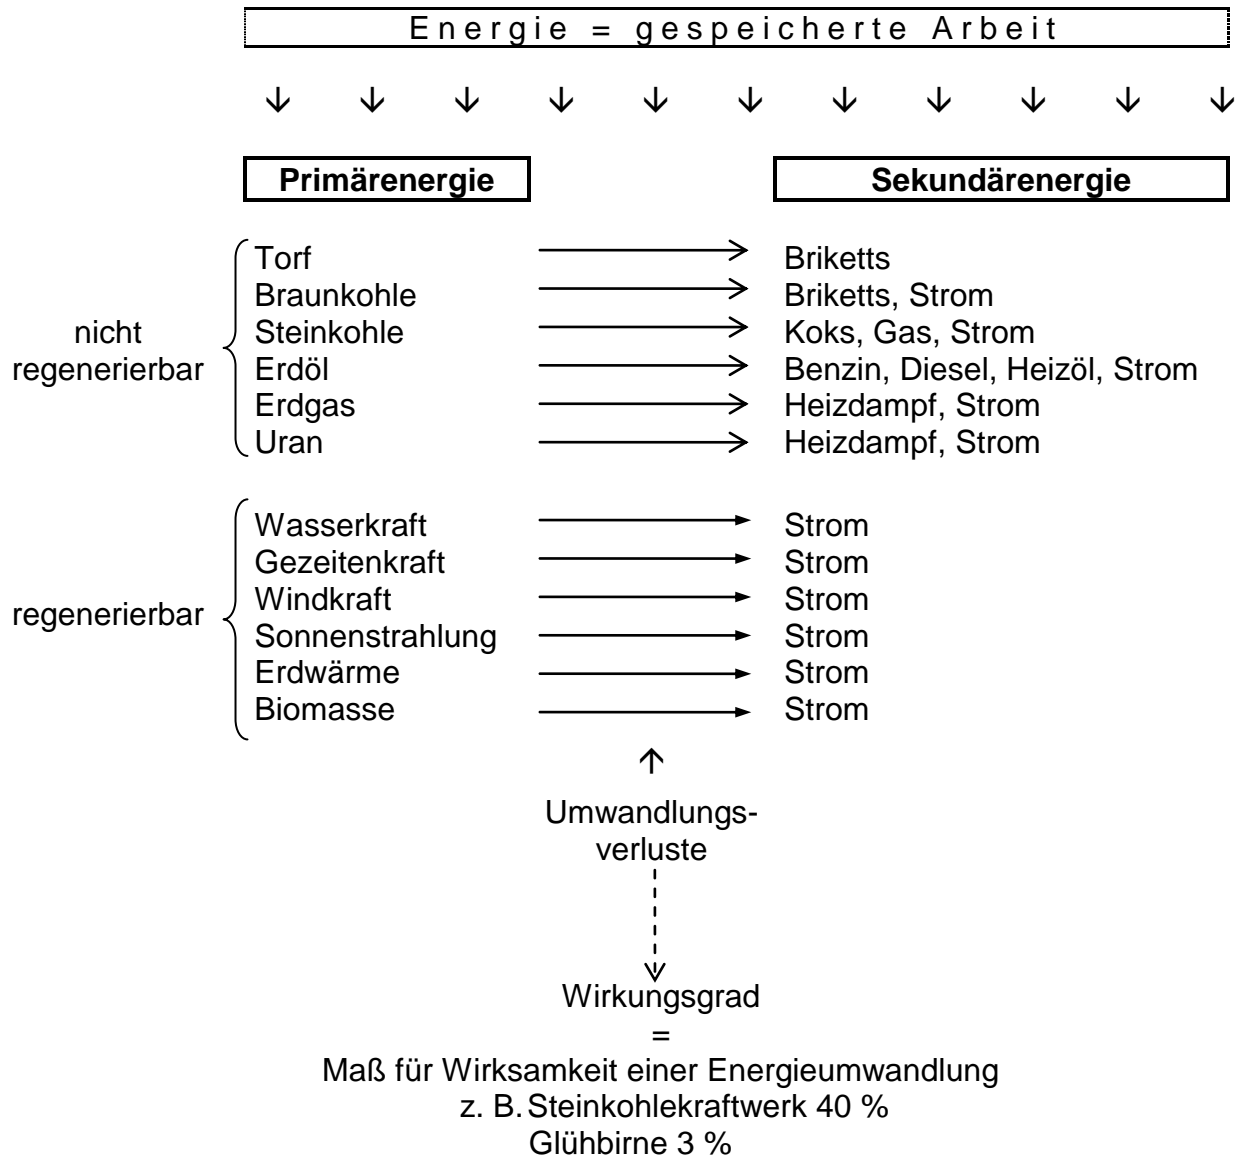 Energie = gespeicherte Arbeit
↓ ↓ ↓ ↓ ↓ ↓ ↓ ↓ ↓ ↓ ↓
Primärenergie Sekundärenergie
Torf → Briketts
Braunkohle → Briketts, Strom
nicht Steinkohle → Koks, Gas, Strom
regenerierbar Erdöl → Benzin, Diesel, Heizöl, Strom
Erdgas → Heizdampf, Strom
Uran → Heizdampf, Strom
Wasserkraft → Strom
Gezeitenkraft → Strom
Windkraft → Strom
regenerierbar Sonnenstrahlung → Strom
Erdwärme → Strom
Biomasse → Strom
↑
Umwandlungs-
verluste
Wirkungsgrad
=
Maß für Wirksamkeit einer Energieumwandlung
z. B. Steinkohlekraftwerk 40 %
Glühbirne 3 %